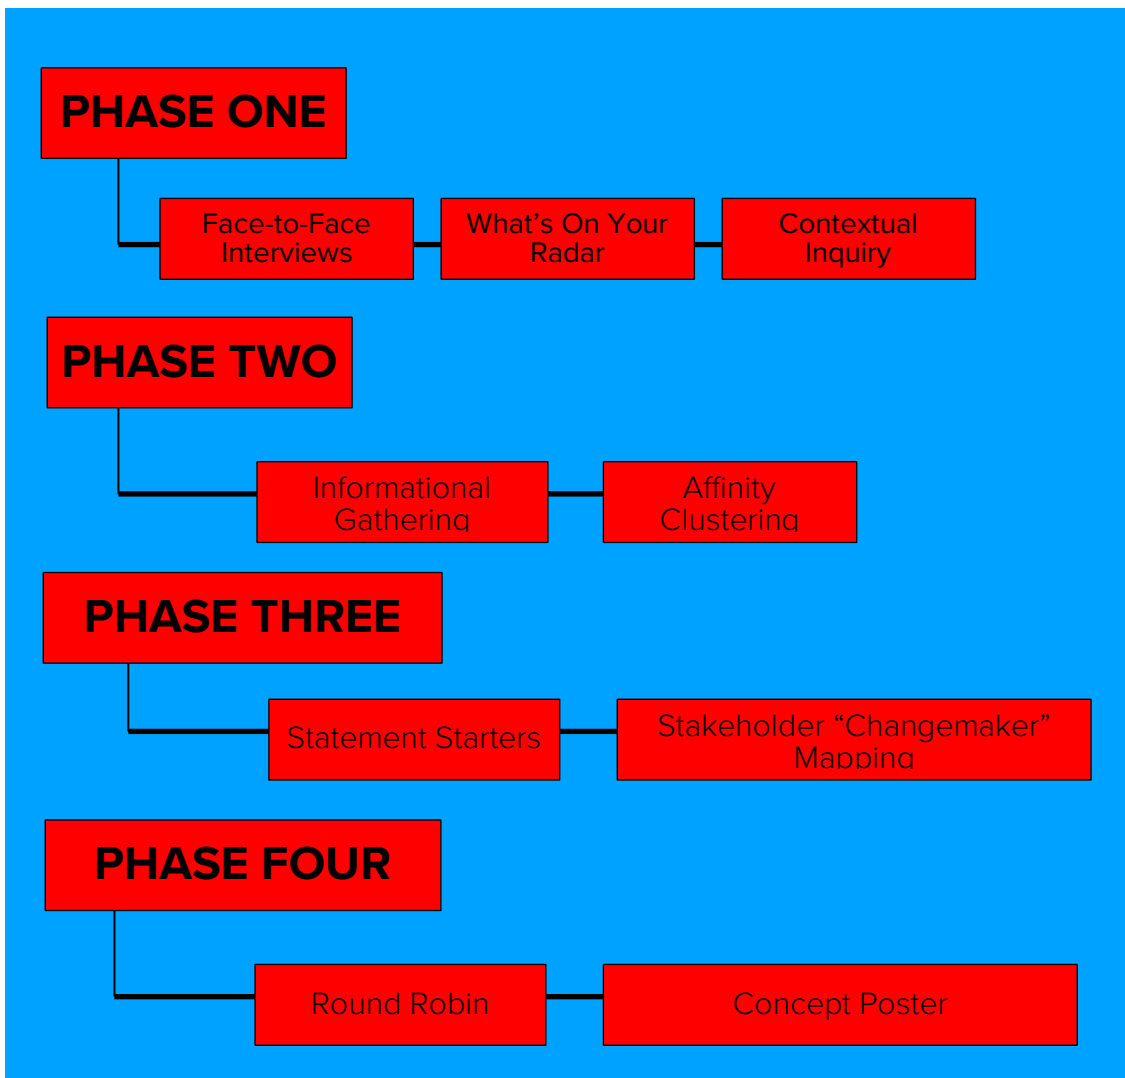 PHASE ONE
Face-to-Face
Interviews
What’s On Your
Radar
Contextual
Inquiry
PHASE TWO
Informational
Gathering
Affinity
Clustering
PHASE THREE
Statement Starters
Stakeholder “Changemaker”
Mapping
PHASE FOUR
Round Robin
Concept Poster